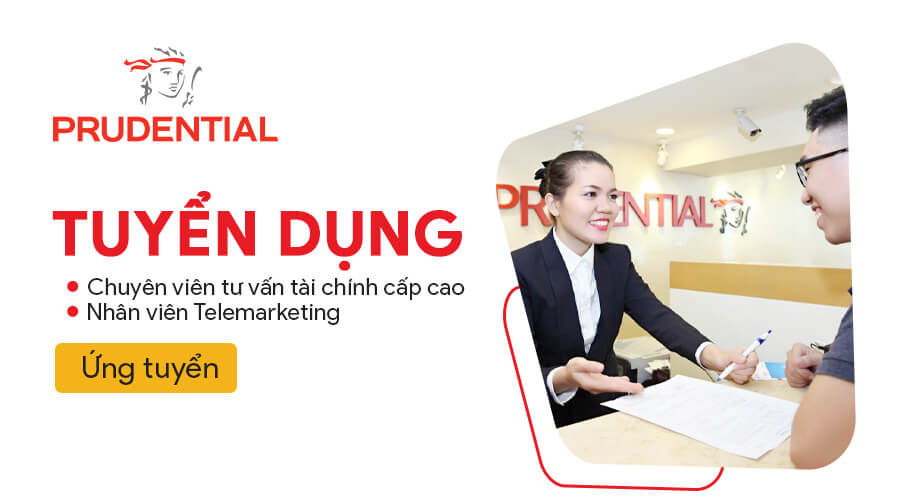 PRUDENTIAL
TUYỂN DỤNG
Chuyên viên tư vấn tài chính cấp cao
Nhân viên Telemarketing
Ứng tuyển
PRUDENTIAL